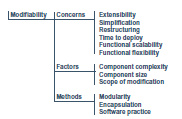 Modifiability
Concerns
Extensibility
Simplification
Restructuring
Time to deploy
Functional scalability
Functional flexibility
Factors
Component complexity
Component size
Scope of modification
Methods
Modularity
Encapsulation
Software practice